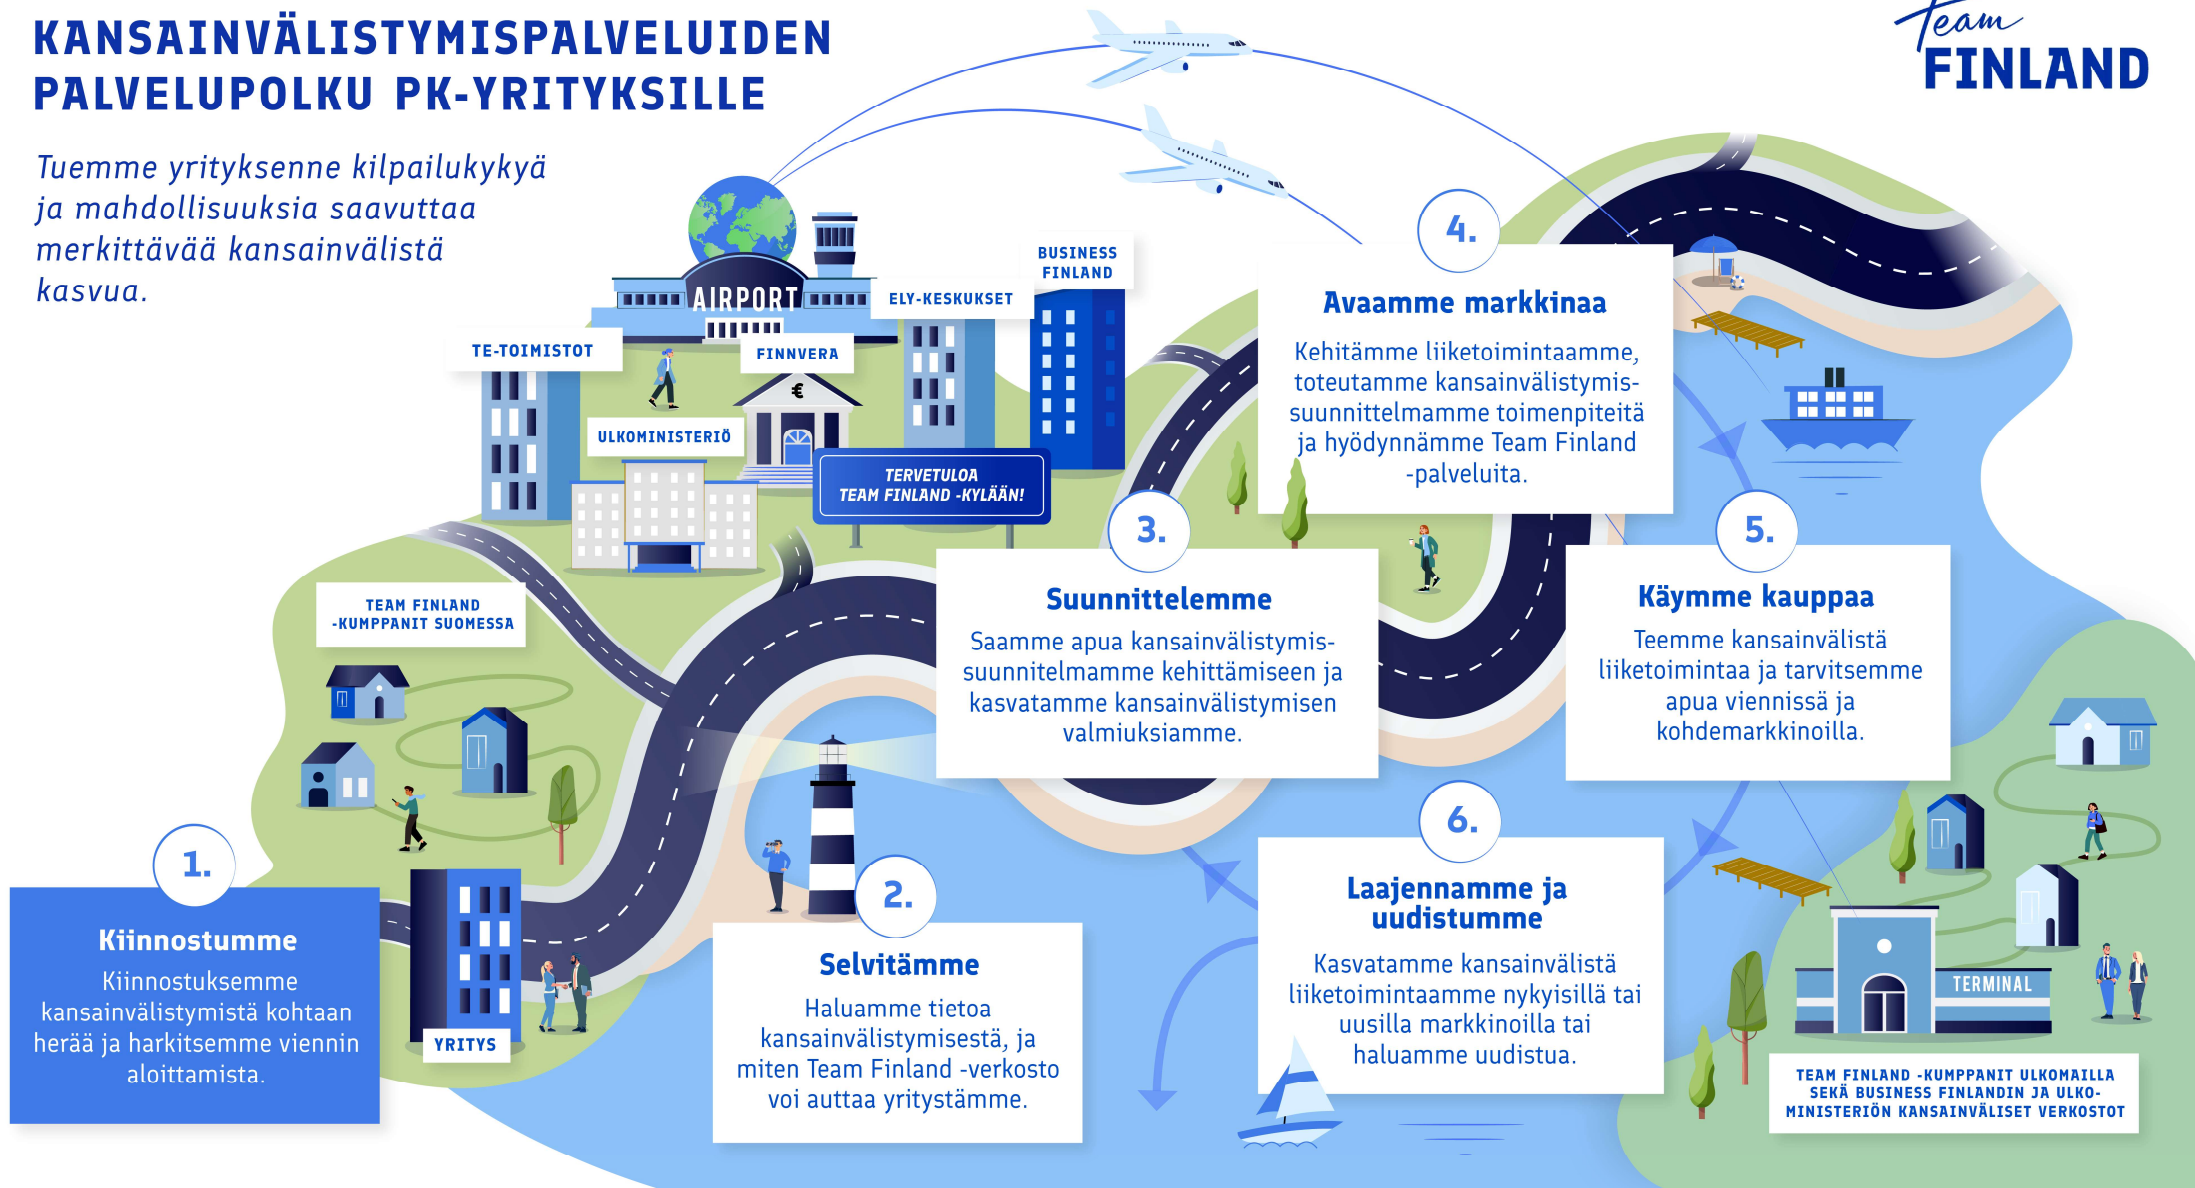 KANSAINVÄLISTYMISPALVELUIDEN
PALVELUPOLKU PK-YRITYKSILLE
Team
FINLAND
Tuemme yrityksenne kilpailukykyä
ja mahdollisuuksia saavuttaa
merkittävää kansainvälistä
kasvua.
AIRPORT
BUSINESS
FINLAND
ELY-KESKUKSET
TE-TOIMISTOT
FINNVERA
€
ULKOMINISTERIÖ
TERVETULOA
TEAM FINLAND -KYLÄÄN!
TEAM FINLAND
-KUMPPANIT SUOMESSA
YRITYS
1.
Kiinnostumme
Kiinnostuksemme
kansainvälistymistä kohtaan
herää ja harkitsemme viennin
aloittamista.
2.
Selvitämme
Haluamme tietoa
kansainvälistymisestä, ja
miten Team Finland -verkosto
voi auttaa yritystämme.
3.
Suunnittelemme
Saamme apua kansainvälistymis-
suunnitelmamme kehittämiseen ja
kasvatamme kansainvälistymisen
valmiuksiamme.
4.
Avaamme markkinaa
Kehitämme liiketoimintaamme,
toteutamme kansainvälistymis-
suunnittelmamme toimenpiteitä
ja hyödynnämme Team Finland
-palveluita.
5.
Käymme kauppaa
Teemme kansainvälistä
liiketoimintaa ja tarvitsemme
apua viennissä ja
kohdemarkkinoilla.
6.
Laajennamme ja
uudistumme
Kasvatamme kansainvälistä
liiketoimintaamme nykyisillä tai
uusilla markkinoilla tai
haluamme uudistua.
TERMINAL
TEAM FINLAND -KUMPPANIT ULKOMAILLA
SEKÄ BUSINESS FINLANDIN JA ULKO-
MINISTERIÖN KANSAINVÄLISET VERKOSTOT